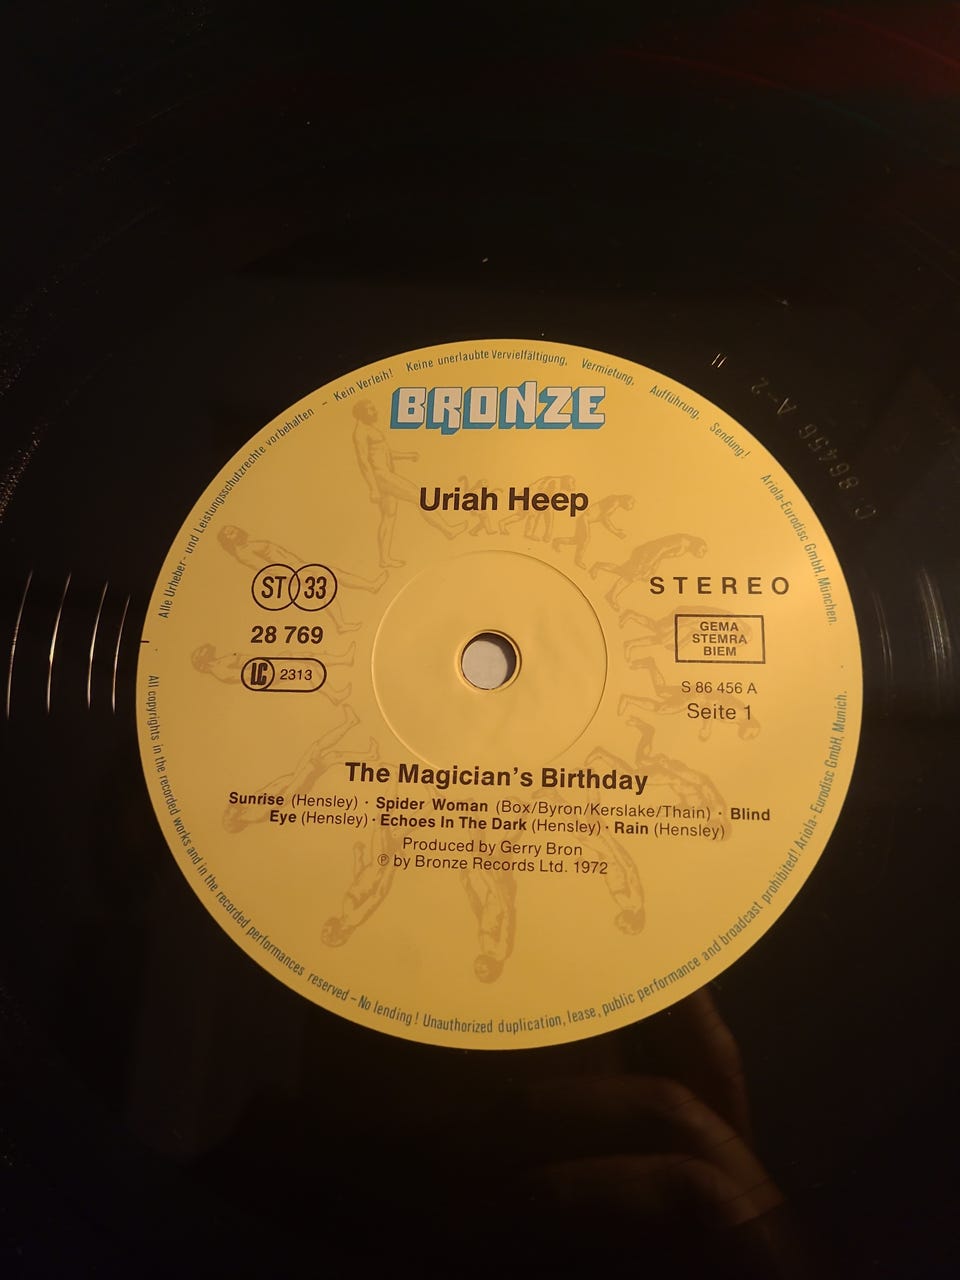 Alle Urheber- und Leistungsschutzrechte vorbehalten – Kein Verleih! Keine unerlaubte Vervielfältigung, Vermietung, Aufführung, Sendung! Ariola-Eurodisc GmbH, München.
BRONZE
Uriah Heep
ST 33
28 769
LC 2313
STEREO
GEMA
STEMRA
BIEM
S 86 456 A
Seite 1
The Magician's Birthday
Sunrise (Hensley) · Spider Woman (Box/Byron/Kerslake/Thain) · Blind
Eye (Hensley) · Echoes In The Dark (Hensley) · Rain (Hensley)
Produced by Gerry Bron
℗ by Bronze Records Ltd. 1972
All copyrights in the recorded works and in the recorded performances reserved – No lending! Unauthorized duplication, lease, public performance and broadcast prohibited! Ariola-Eurodisc GmbH, Munich.